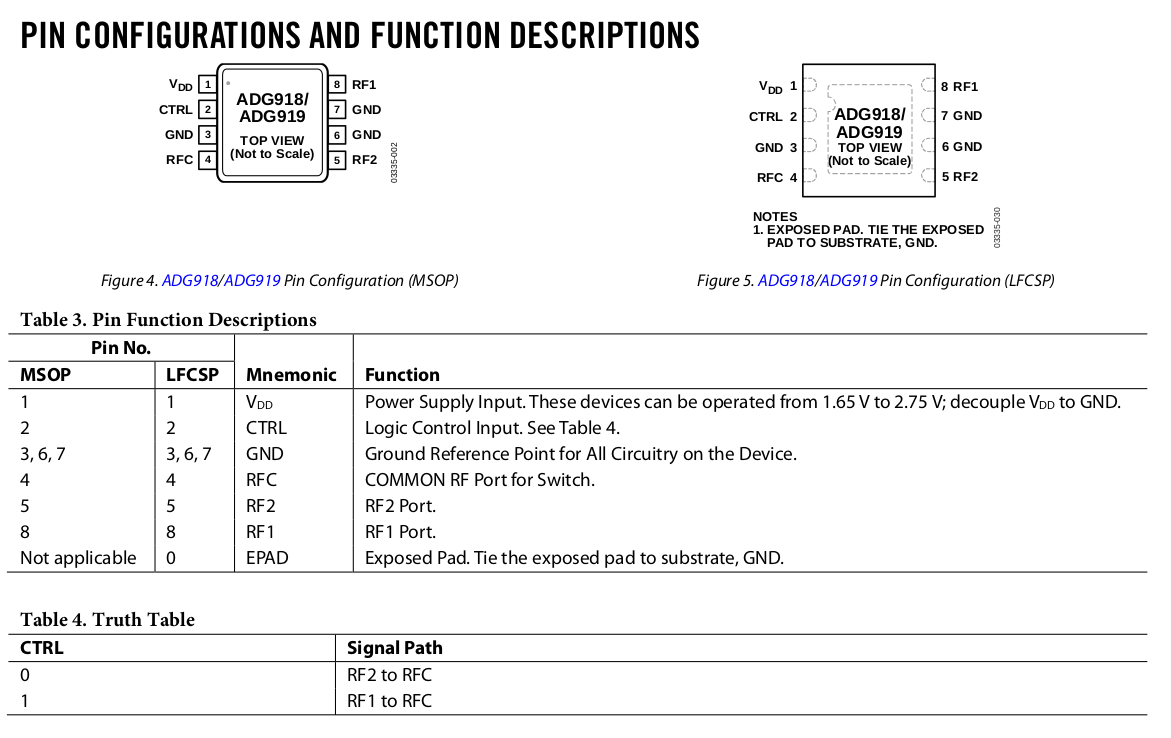 PIN CONFIGURATIONS AND FUNCTION DESCRIPTIONS
VDD 1
CTRL 2
GND 3
RFC 4
ADG918/
ADG919
TOP VIEW
(Not to Scale)
8 RF1
7 GND
6 GND
5 RF2
03335-002
Figure 4. ADG918/ADG919 Pin Configuration (MSOP)
VDD 1
CTRL 2
GND 3
RFC 4
ADG918/
ADG919
TOP VIEW
(Not to Scale)
8 RF1
7 GND
6 GND
5 RF2
NOTES
1. EXPOSED PAD. TIE THE EXPOSED
PAD TO SUBSTRATE, GND.
03335-030
Figure 5. ADG918/ADG919 Pin Configuration (LFCSP)
Table 3. Pin Function Descriptions
Pin No.
MSOP LFCSP Mnemonic Function
1 1 VDD Power Supply Input. These devices can be operated from 1.65 V to 2.75 V; decouple VDD to GND.
2 2 CTRL Logic Control Input. See Table 4.
3, 6, 7 3, 6, 7 GND Ground Reference Point for All Circuitry on the Device.
4 4 RFC COMMON RF Port for Switch.
5 5 RF2 RF2 Port.
8 8 RF1 RF1 Port.
Not applicable 0 EPAD Exposed Pad. Tie the exposed pad to substrate, GND.
Table 4. Truth Table
CTRL Signal Path
0 RF2 to RFC
1 RF1 to RFC